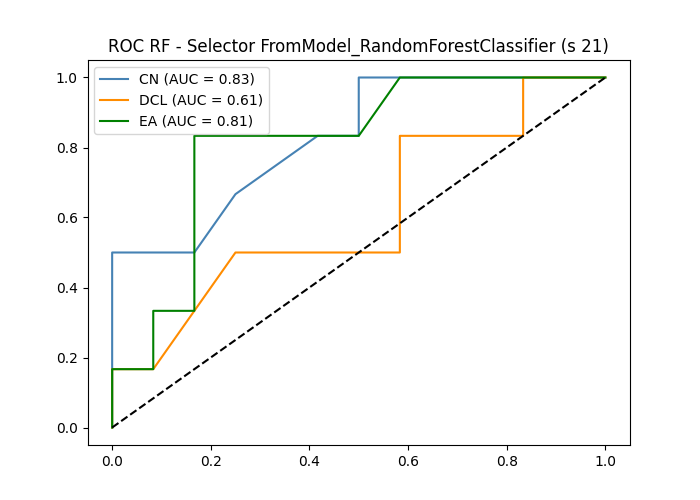 ROC RF - Selector FromModel_RandomForestClassifier (s 21)
CN (AUC = 0.83)
DCL (AUC = 0.61)
EA (AUC = 0.81)
1.0
0.8
0.6
0.4
0.2
0.0
0.0 0.2 0.4 0.6 0.8 1.0